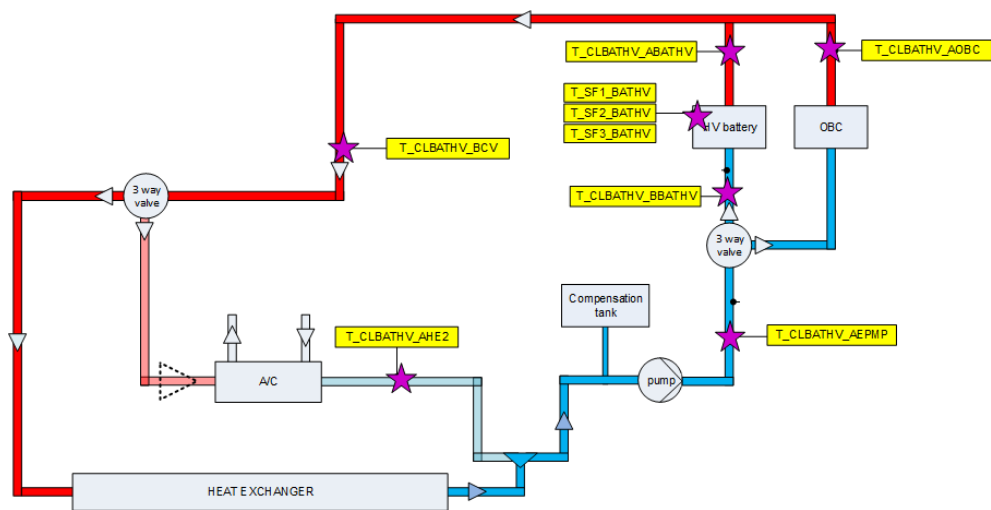 T_CLBATHV_ABATHV
T_CLBATHV_AOBC
T_SF1_BATHV
T_SF2_BATHV
T_SF3_BATHV
HV battery
OBC
T_CLBATHV_BCV
3 way
valve
T_CLBATHV_BBATHV
3 way
valve
Compensation
tank
T_CLBATHV_AHE2
T_CLBATHV_AEPMP
A/C
pump
HEAT EXCHANGER